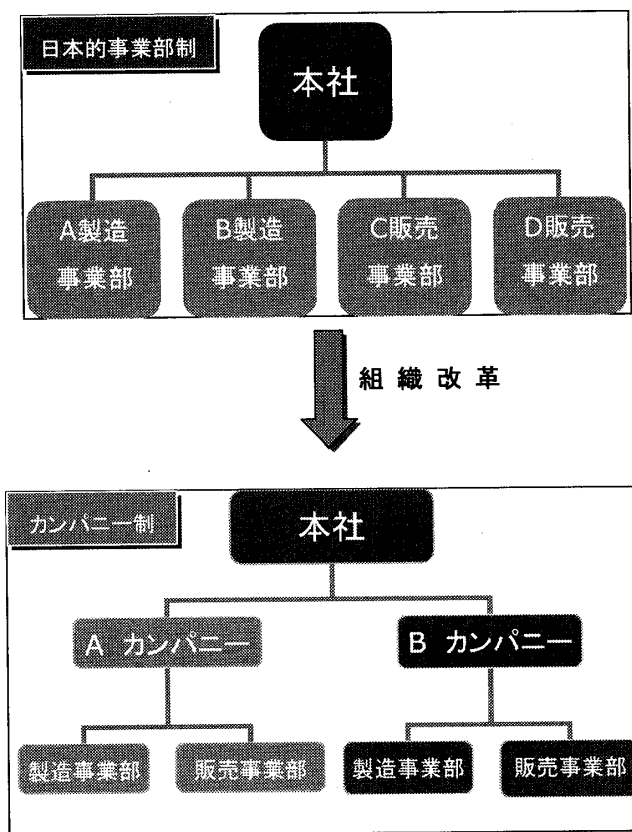 日本的事業部制
本社
A製造
事業部
B製造
事業部
C販売
事業部
D販売
事業部
組織改革
カンパニー制
本社
A カンパニー
B カンパニー
製造事業部
販売事業部
製造事業部
販売事業部